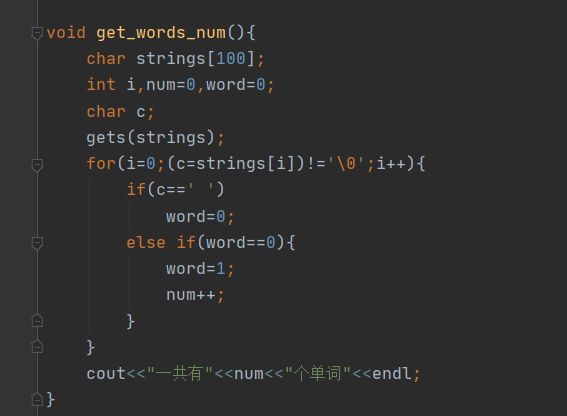 void get_words_num(){
    char strings[100];
    int i,num=0,word=0;
    char c;
    gets(strings);
    for(i=0;(c=strings[i])!='\0';i++){
        if(c==' ')
            word=0;
        else if(word==0){
            word=1;
            num++;
        }
    }
    cout<<"一共有"<<num<<"个单词"<<endl;
}